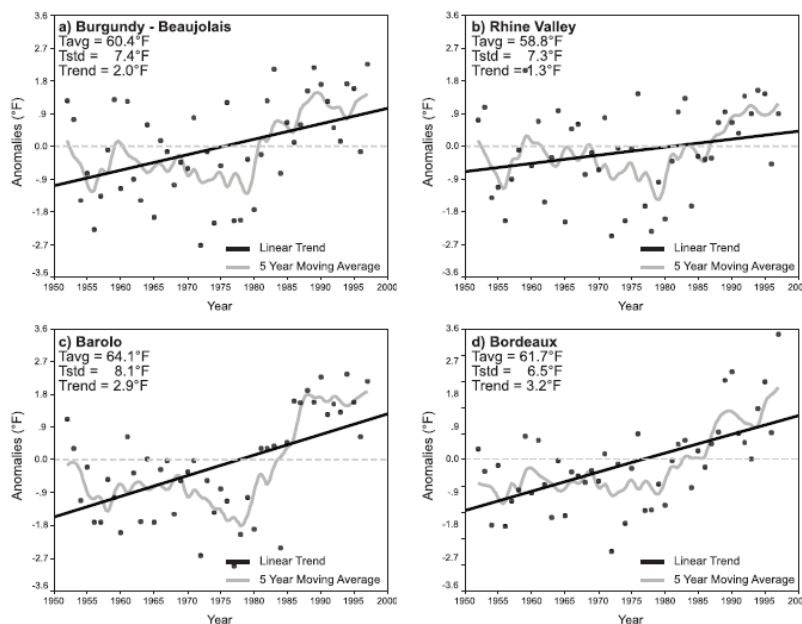 a) Burgundy - Beaujolais
Tavg = 60.4°F
Tstd = 7.4°F
Trend = 2.0°F
3.6
2.7
1.8
.9
0.0
-.9
-1.8
-2.7
-3.6
Anomalies (°F)
Linear Trend
5 Year Moving Average
1950 1955 1960 1965 1970 1975 1980 1985 1990 1995 2000
Year
b) Rhine Valley
Tavg = 58.8°F
Tstd = 7.3°F
Trend = 1.3°F
3.6
2.7
1.8
.9
0.0
-.9
-1.8
-2.7
-3.6
Anomalies (°F)
Linear Trend
5 Year Moving Average
1950 1955 1960 1965 1970 1975 1980 1985 1990 1995 2000
Year
c) Barolo
Tavg = 64.1°F
Tstd = 8.1°F
Trend = 2.9°F
3.6
2.7
1.8
.9
0.0
-.9
-1.8
-2.7
-3.6
Anomalies (°F)
Linear Trend
5 Year Moving Average
1950 1955 1960 1965 1970 1975 1980 1985 1990 1995 2000
Year
d) Bordeaux
Tavg = 61.7°F
Tstd = 6.5°F
Trend = 3.2°F
3.6
2.7
1.8
.9
0.0
-.9
-1.8
-2.7
-3.6
Anomalies (°F)
Linear Trend
5 Year Moving Average
1950 1955 1960 1965 1970 1975 1980 1985 1990 1995 2000
Year